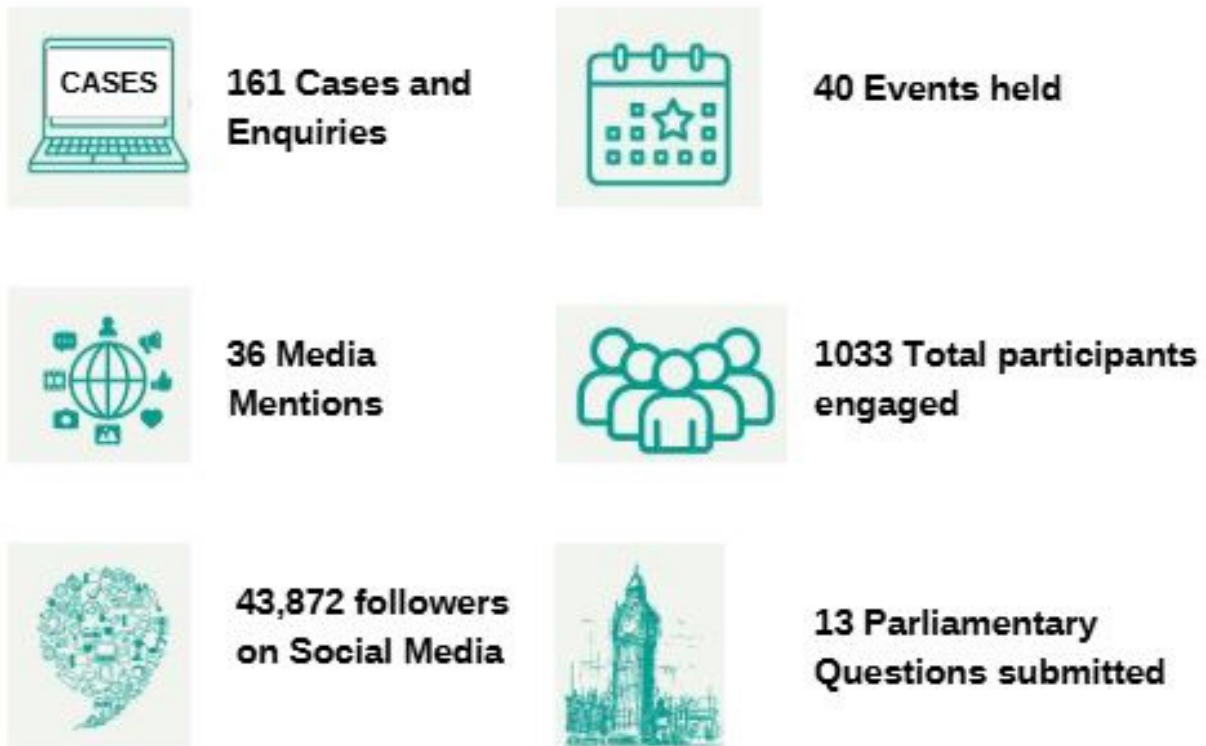 CASES
161 Cases and
Enquiries
40 Events held
36 Media
Mentions
1033 Total participants
engaged
43,872 followers
on Social Media
13 Parliamentary
Questions submitted